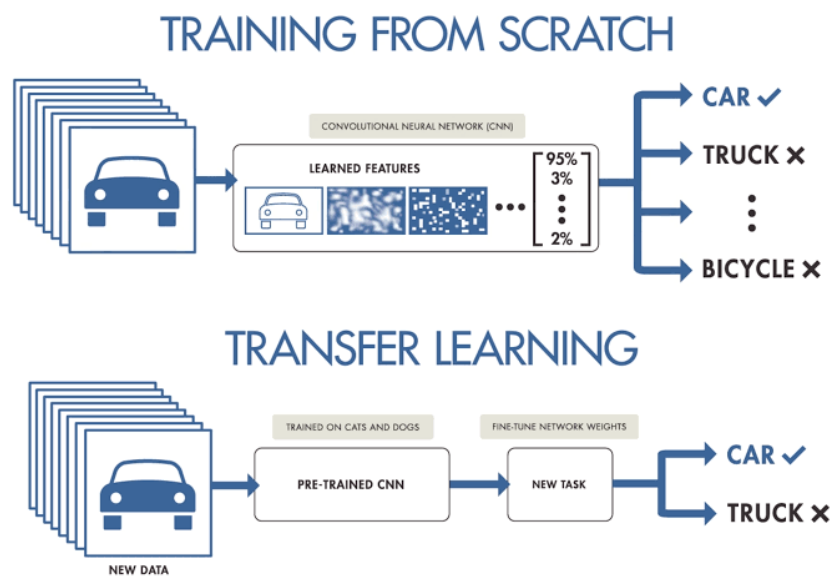 TRAINING FROM SCRATCH
CONVOLUTIONAL NEURAL NETWORK (CNN)
LEARNED FEATURES
95%
3%
2%
CAR ✓
TRUCK ✕
BICYCLE ✕
TRANSFER LEARNING
TRAINED ON CATS AND DOGS
FINE-TUNE NETWORK WEIGHTS
PRE-TRAINED CNN
NEW TASK
CAR ✓
TRUCK ✕
NEW DATA